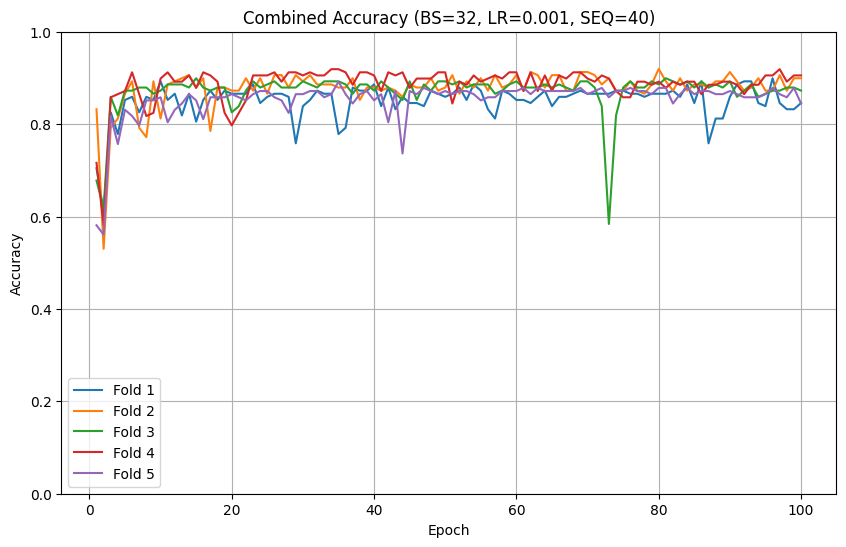 Combined Accuracy (BS=32, LR=0.001, SEQ=40)
1.0
0.8
0.6
0.4
0.2
0.0
Accuracy
Fold 1
Fold 2
Fold 3
Fold 4
Fold 5
0 20 40 60 80 100
Epoch